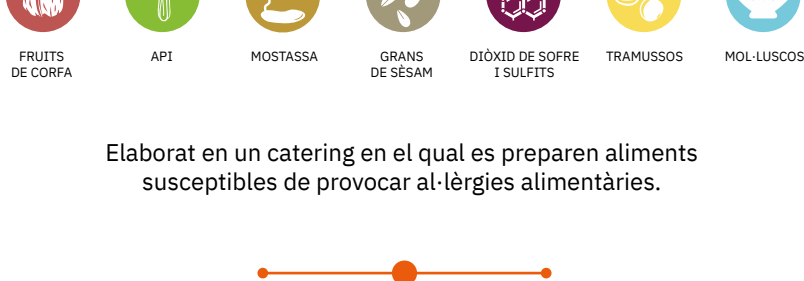 FRUITS
DE CORFA
API
MOSTASSA
GRANS
DE SÈSAM
DIÒXID DE SOFRE
I SULFITS
TRAMUSSOS
MOL·LUSCOS
Elaborat en un catering en el qual es preparen aliments
susceptibles de provocar al·lèrgies alimentàries.